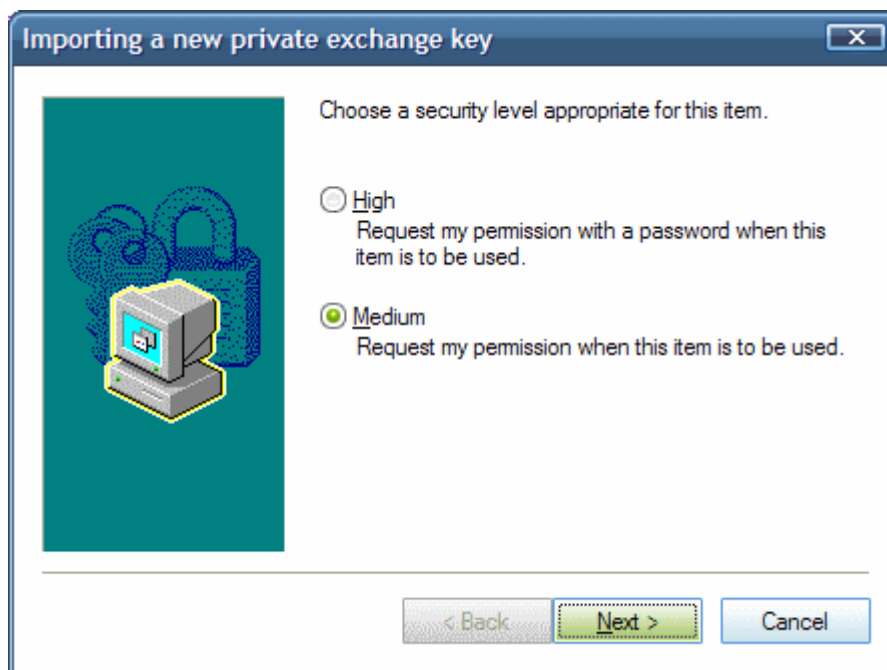 Importing a new private exchange key
Choose a security level appropriate for this item.
High
Request my permission with a password when this
item is to be used.
Medium
Request my permission when this item is to be used.
< Back
Next >
Cancel